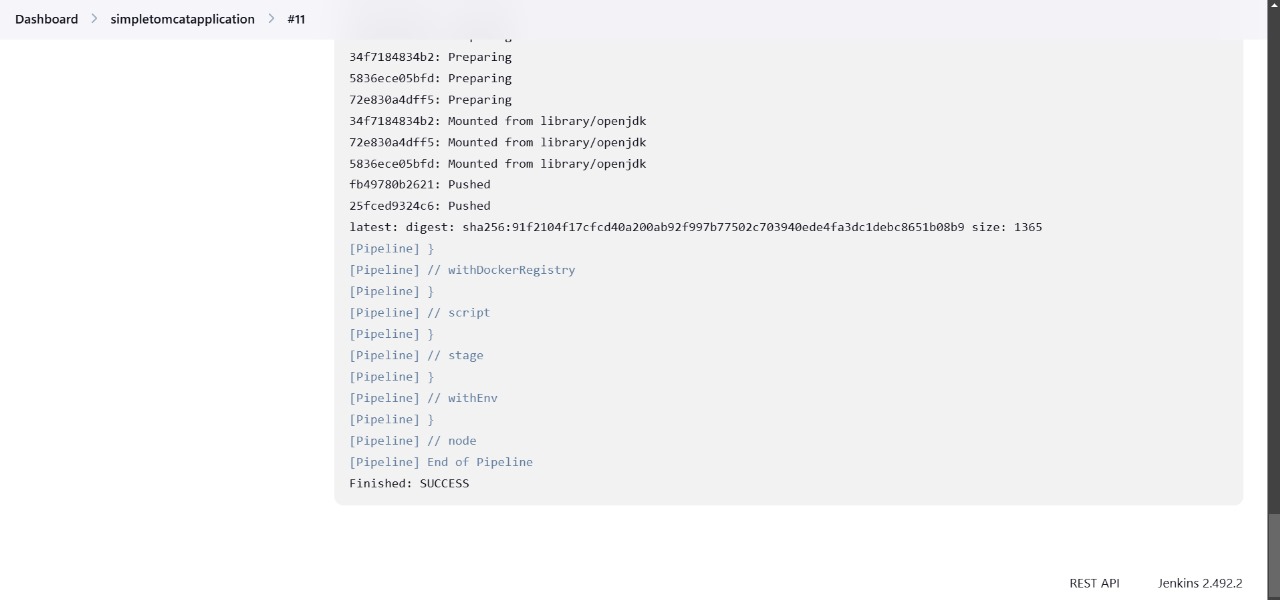 Dashboard > simpletomcatapplication > #11
34f7184834b2: Preparing
5836ece05bfd: Preparing
72e830a4dff5: Preparing
34f7184834b2: Mounted from library/openjdk
72e830a4dff5: Mounted from library/openjdk
5836ece05bfd: Mounted from library/openjdk
fb49780b2621: Pushed
25fced9324c6: Pushed
latest: digest: sha256:91f2104f17cfcd40a200ab92f997b77502c703940ede4fa3dc1debc8651b08b9 size: 1365
[Pipeline] }
[Pipeline] // withDockerRegistry
[Pipeline] }
[Pipeline] // script
[Pipeline] }
[Pipeline] // stage
[Pipeline] }
[Pipeline] // withEnv
[Pipeline] }
[Pipeline] // node
[Pipeline] End of Pipeline
Finished: SUCCESS
REST API Jenkins 2.492.2